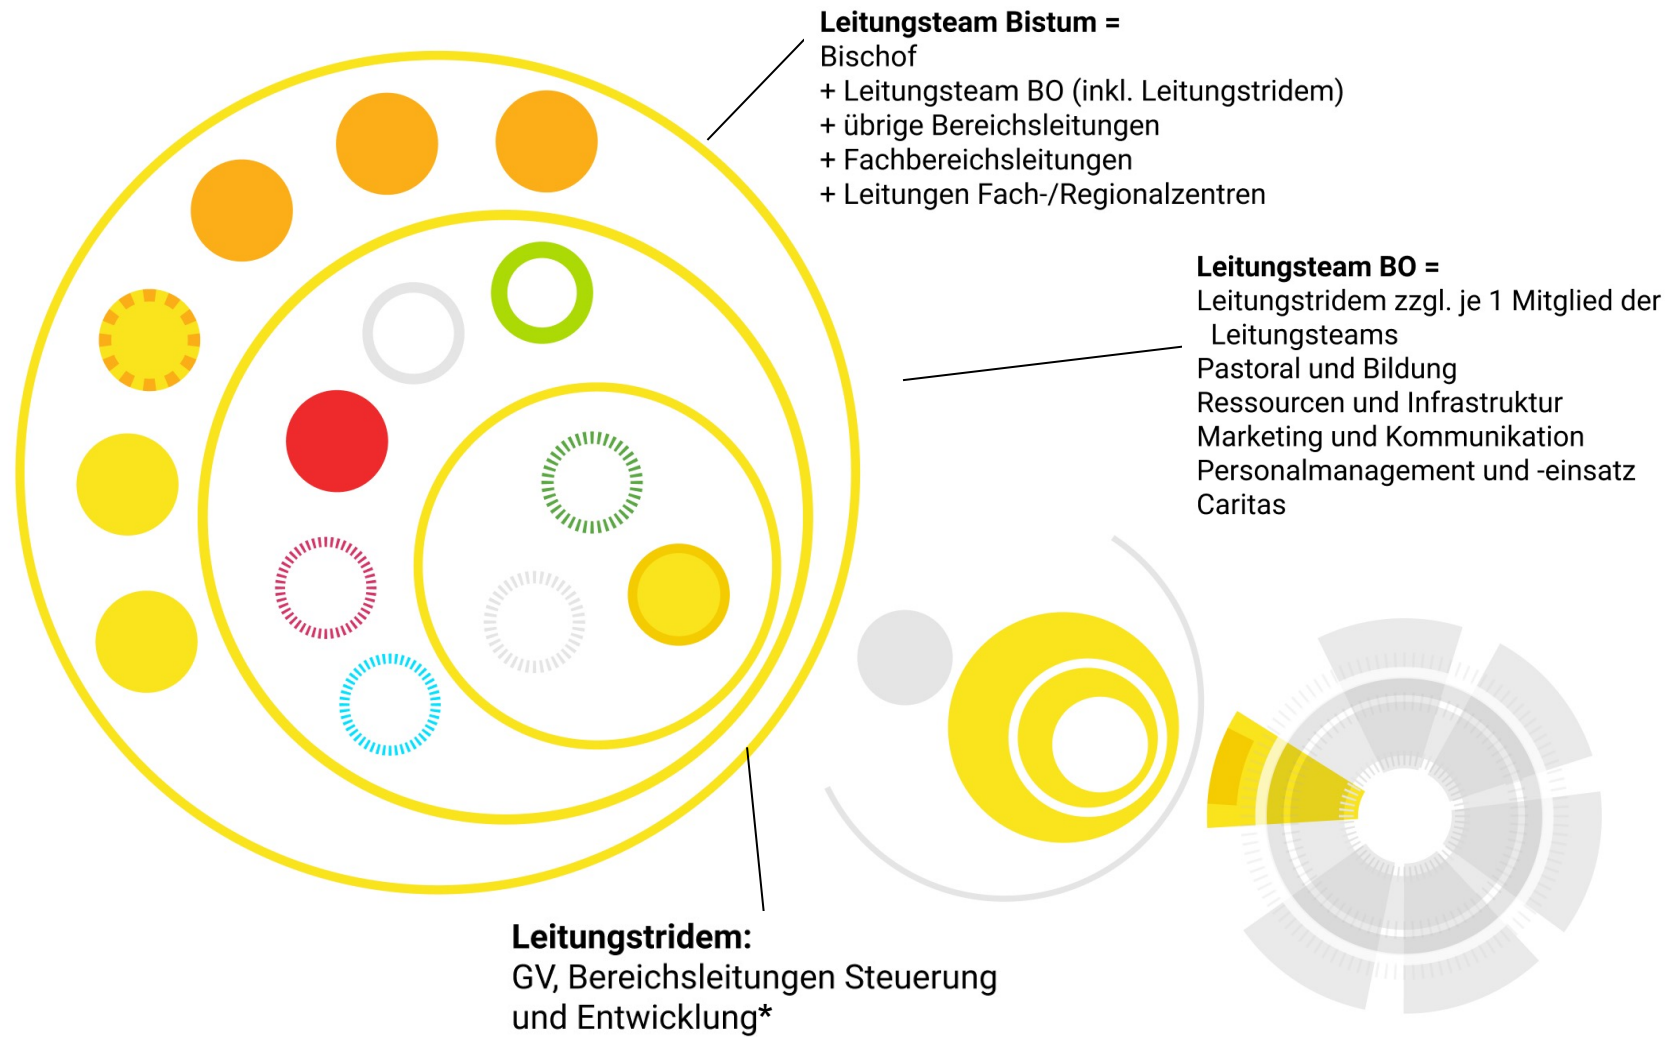 Leitungsteam Bistum =
Bischof
+ Leitungsteam BO (inkl. Leitungstridem)
+ übrige Bereichsleitungen
+ Fachbereichsleitungen
+ Leitungen Fach-/Regionalzentren
Leitungsteam BO =
Leitungstridem zzgl. je 1 Mitglied der
Leitungsteams
Pastoral und Bildung
Ressourcen und Infrastruktur
Marketing und Kommunikation
Personalmanagement und -einsatz
Caritas
Leitungstridem:
GV, Bereichsleitungen Steuerung
und Entwicklung*